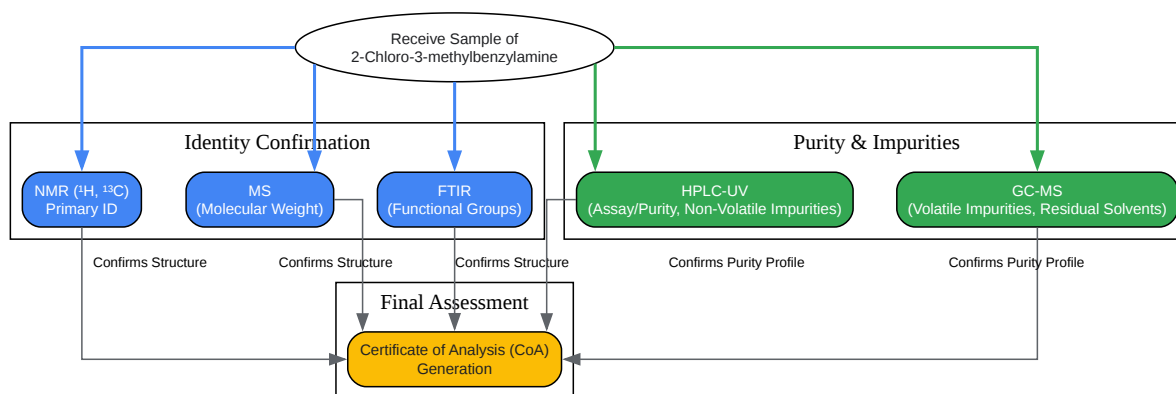 Receive Sample of
2-Chloro-3-methylbenzylamine
Identity Confirmation
Purity & Impurities
NMR (¹H, ¹³C)
Primary ID
MS
(Molecular Weight)
FTIR
(Functional Groups)
HPLC-UV
(Assay/Purity, Non-Volatile Impurities)
GC-MS
(Volatile Impurities, Residual Solvents)
Confirms Structure
Confirms Structure
Confirms Structure
Confirms Purity Profile
Confirms Purity Profile
Final Assessment
Certificate of Analysis (CoA)
Generation